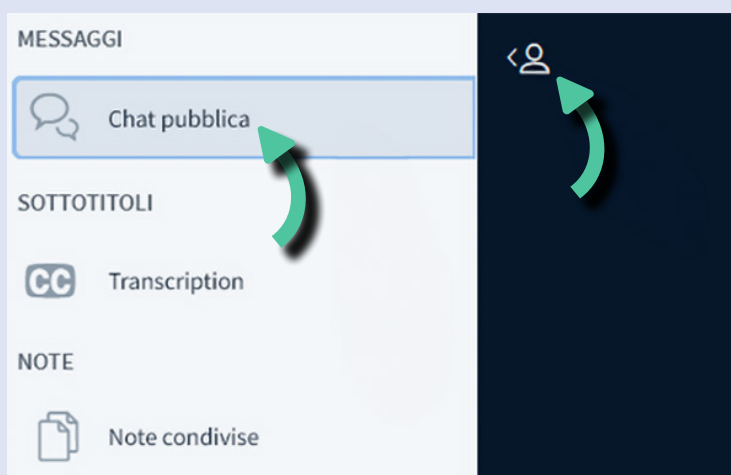 MESSAGGI
Chat pubblica
SOTTOTITOLI
CC Transcription
NOTE
Note condivise